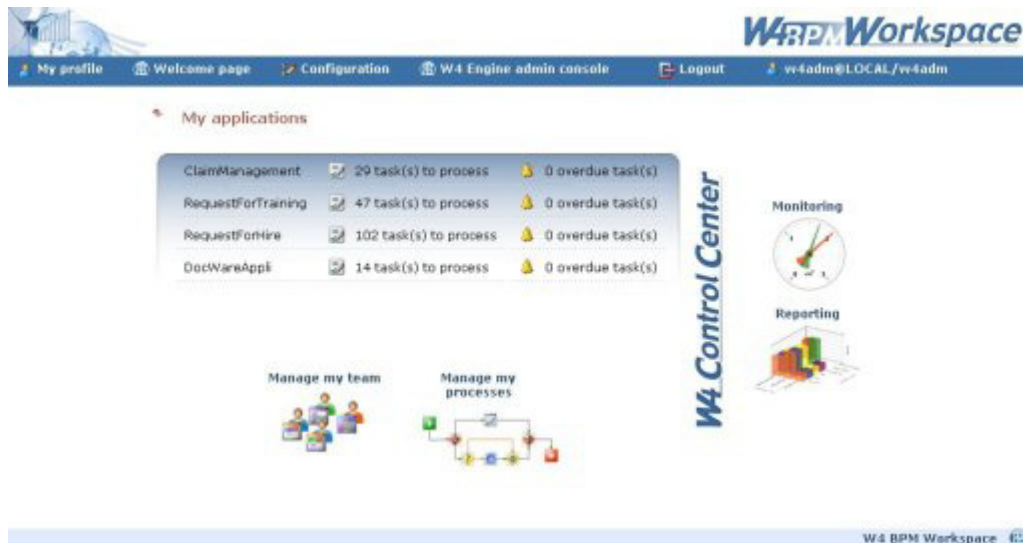 W4BPM Workspace
My profile Welcome page Configuration W4 Engine admin console Logout w4adm@LOCAL/w4adm
My applications
ClaimManagement 29 task(s) to process 0 overdue task(s)
RequestForTraining 47 task(s) to process 0 overdue task(s)
RequestForHire 102 task(s) to process 0 overdue task(s)
DocWareAppli 14 task(s) to process 0 overdue task(s)
W4 Control Center
Monitoring
Reporting
Manage my team
Manage my
processes
W4 BPM Workspace